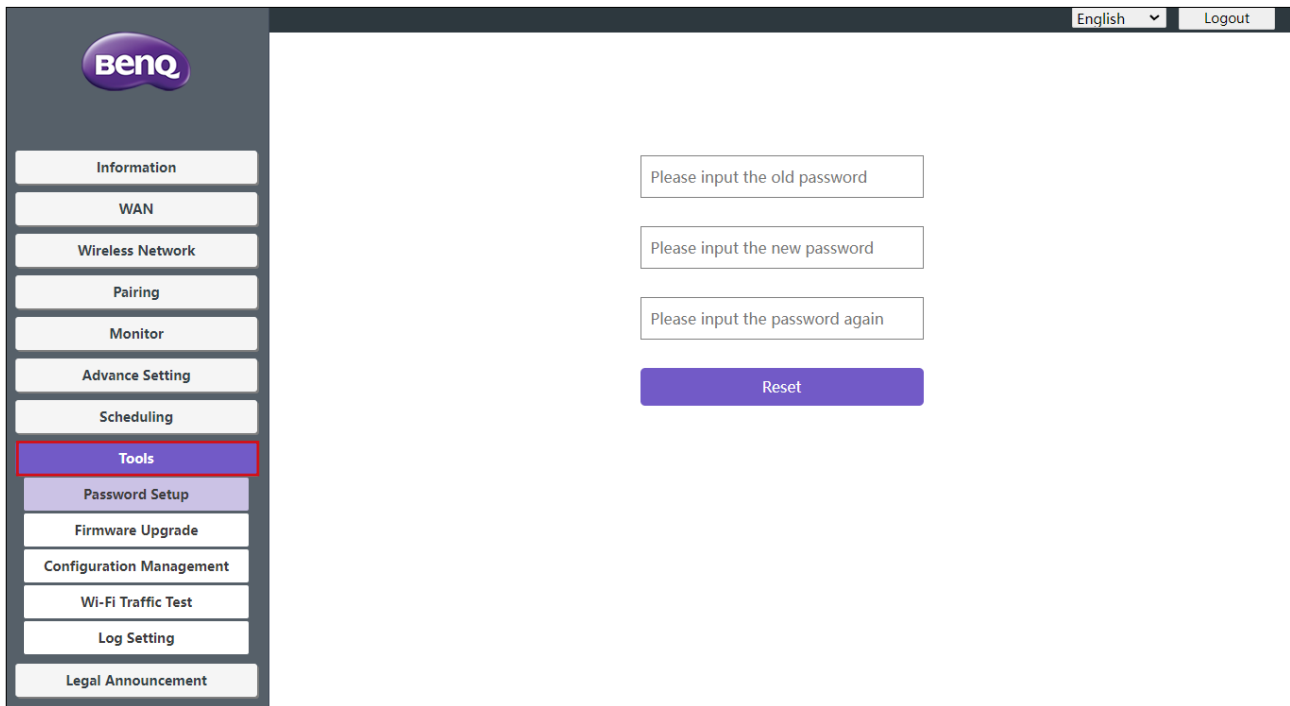 English
Logout
BenQ
Information
WAN
Wireless Network
Pairing
Monitor
Advance Setting
Scheduling
Tools
Password Setup
Firmware Upgrade
Configuration Management
Wi-Fi Traffic Test
Log Setting
Legal Announcement
Please input the old password
Please input the new password
Please input the password again
Reset